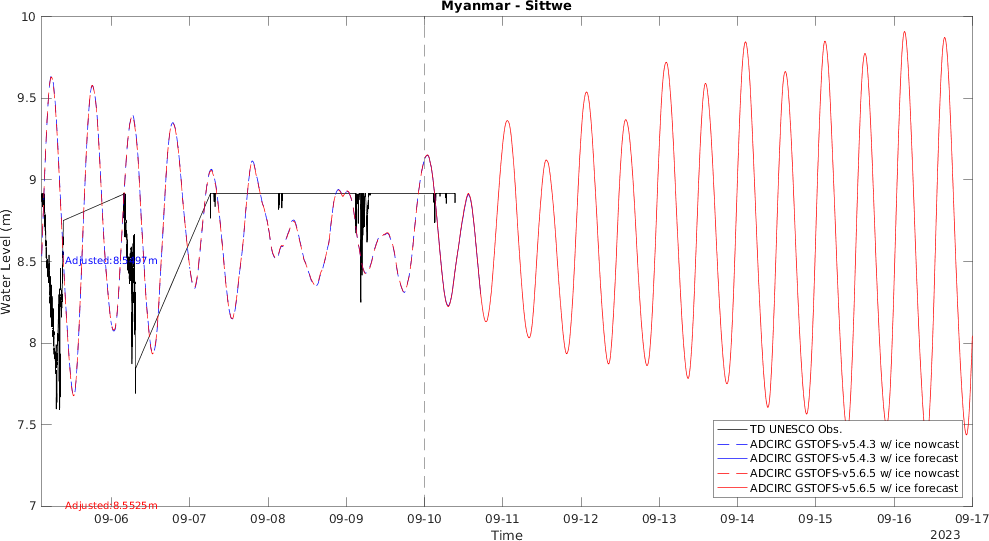 Myanmar - Sittwe
10
9.5
9
8.5
8
7.5
7
Water Level (m)
Adjusted:8.5
Adjusted:8.5525m
TD UNESCO Obs.
ADCIRC GSTOFS-v5.4.3 w/ ice nowcast
ADCIRC GSTOFS-v5.4.3 w/ ice forecast
ADCIRC GSTOFS-v5.6.5 w/ ice nowcast
ADCIRC GSTOFS-v5.6.5 w/ ice forecast
09-06 09-07 09-08 09-09 09-10 09-11 09-12 09-13 09-14 09-15 09-16 09-17
Time
2023